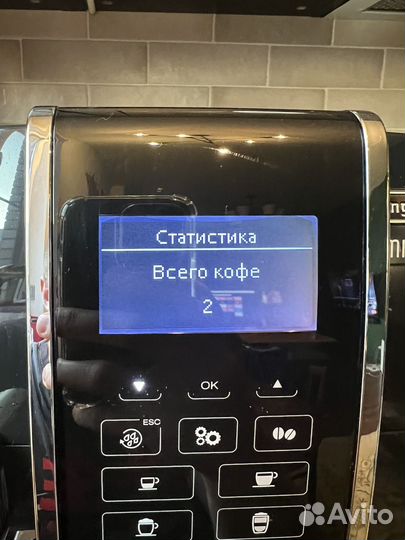 Статистика
Всего кофе
2
OK
ESC
Avito